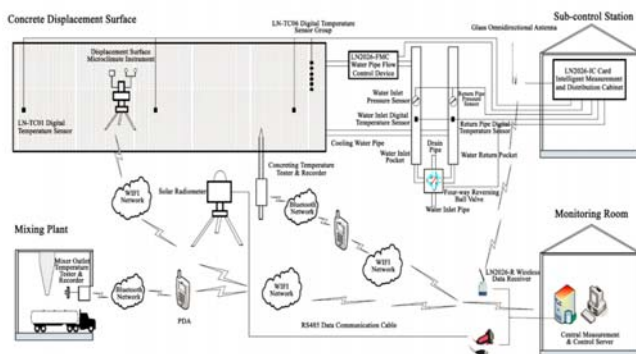 Concrete Displacement Surface
LN-TC06 Digital Temperature
Sensor Group
Glass Omnidirectional Antenna
Sub-control Station
Displacement Surface
Microclimate Instrument
LN2026-FMC
Water Pipe Flow
Control Device
LN2026-IC Card
Intelligent Measurement
and Distribution Cabinet
Water Inlet
Pressure Sensor
Return Pipe
Pressure Sensor
LN-TC01 Digital
Temperature Sensor
Water Inlet Digital
Temperature Sensor
Return Pipe Digital
Temperature Sensor
Cooling Water Pipe
Water Inlet
Pocket
Drain
Pipe
Water Return Pocket
Concreting Temperature
Tester & Recorder
Four-way Reversing
Ball Valve
Water Inlet Pipe
WIFI
Network
Solar Radiometer
Bluetooth
Network
Monitoring Room
Mixing Plant
Mixer Outlet
Temperature
Tester &
Recorder
Bluetooth
Network
PDA
WIFI
Network
WIFI
Network
LN2026-R Wireless
Data Receiver
RS485 Data Communication Cable
Central Measurement
& Control Server